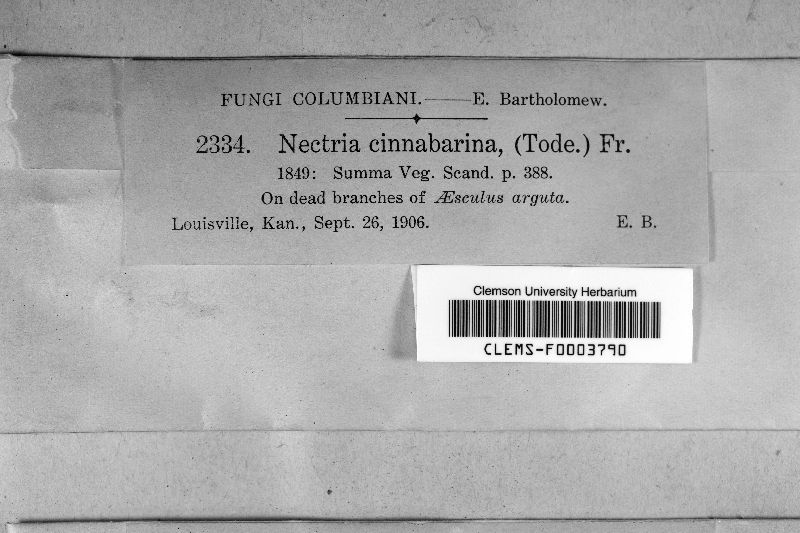 FUNGI COLUMBIANI.——E. Bartholomew.
2334. Nectria cinnabarina, (Tode.) Fr.
1849: Summa Veg. Scand. p. 388.
On dead branches of Æsculus arguta.
Louisville, Kan., Sept. 26, 1906. E. B.
Clemson University Herbarium
CLEMS-F0003790